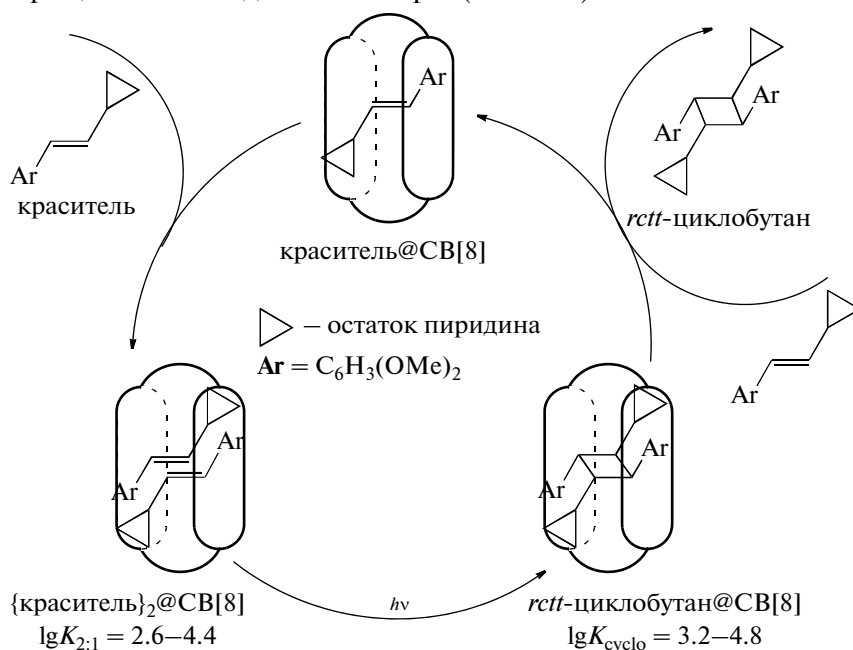 Ar
краситель
Ar
краситель@CB[8]
Ar
Ar
rctt-циклобутан
– остаток пиридина
Ar = C₆H₃(OMe)₂
Ar
Ar
Ar
Ar
Ar
{краситель}₂@CB[8]
lgK₂:₁ = 2.6–4.4
hν
rctt-циклобутан@CB[8]
lgKcyclo = 3.2–4.8